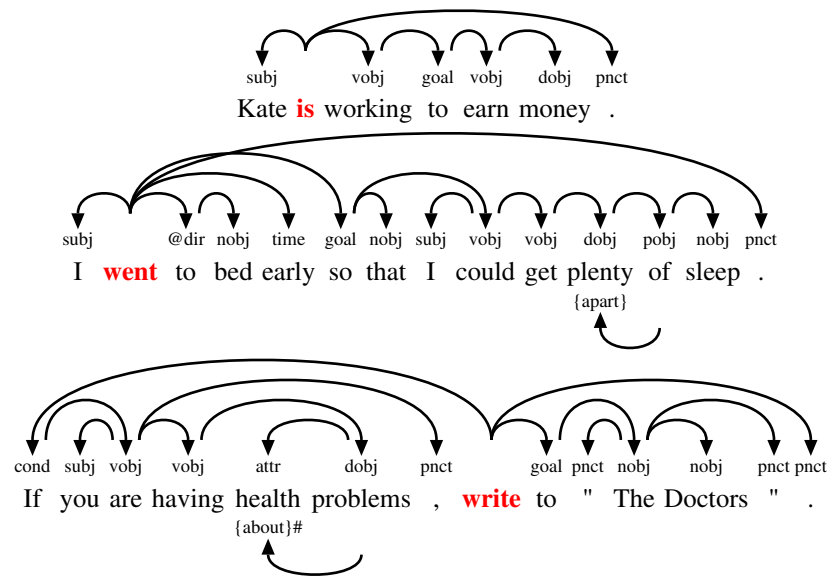 subj vobj goal vobj dobj pnct
Kate is working to earn money .
subj @dir nobj time goal nobj subj vobj vobj dobj pobj nobj pnct
I went to bed early so that I could get plenty of sleep .
{apart}
cond subj vobj vobj attr dobj pnct goal pnct nobj nobj pnct pnct
If you are having health problems , write to " The Doctors " .
{about}#